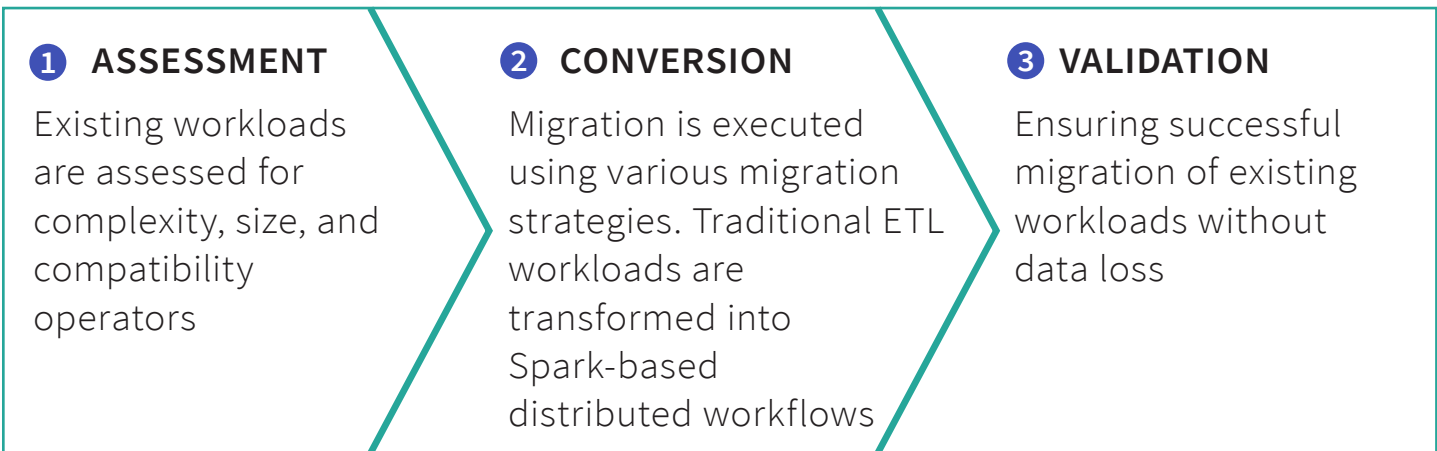 1 ASSESSMENT
Existing workloads
are assessed for
complexity, size, and
compatibility
operators
2 CONVERSION
Migration is executed
using various migration
strategies. Traditional ETL
workloads are
transformed into
Spark-based
distributed workflows
3 VALIDATION
Ensuring successful
migration of existing
workloads without
data loss